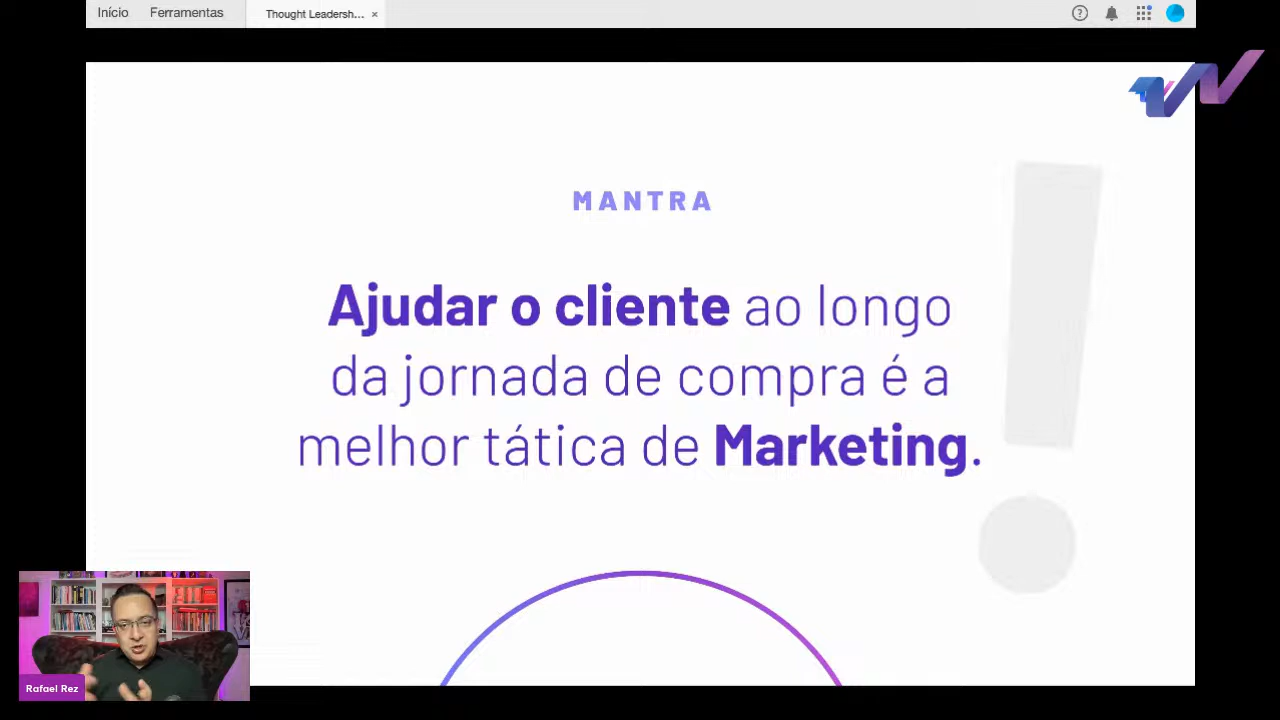 Início Ferramentas Thought Leadersh... ×
MANTRA
Ajudar o cliente ao longo
da jornada de compra é a
melhor tática de Marketing.
Rafael Rez